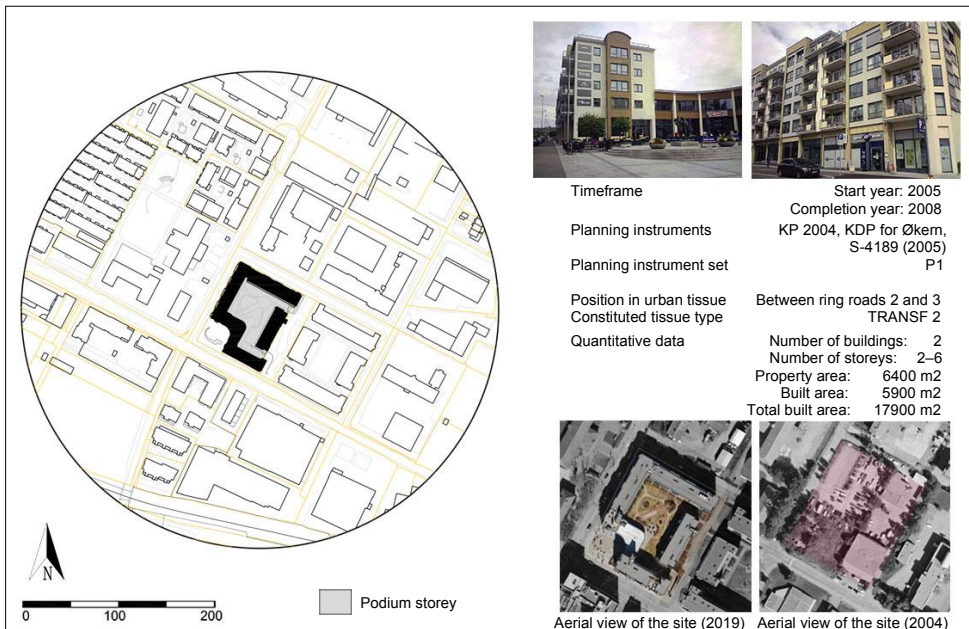 Timeframe Start year: 2005
Completion year: 2008
Planning instruments KP 2004, KDP for Økern,
S-4189 (2005)
Planning instrument set P1
Position in urban tissue Between ring roads 2 and 3
Constituted tissue type TRANSF 2
Quantitative data Number of buildings: 2
Number of storeys: 2–6
Property area: 6400 m2
Built area: 5900 m2
Total built area: 17900 m2
N
0 100 200
Podium storey
Aerial view of the site (2019) Aerial view of the site (2004)